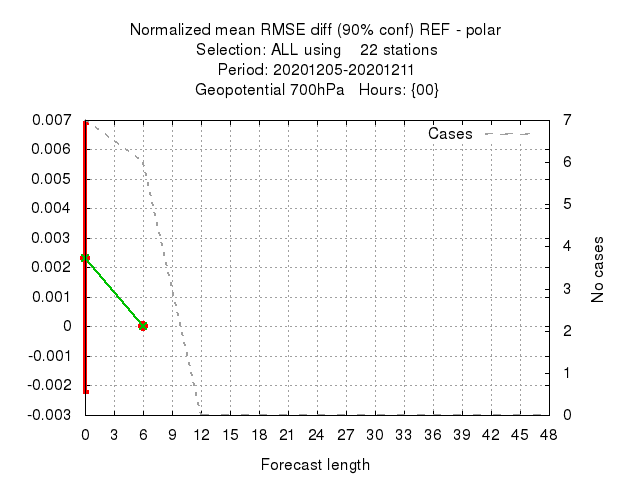 Normalized mean RMSE diff (90% conf) REF - polar
Selection: ALL using    22 stations
Period: 20201205-20201211
Geopotential 700hPa   Hours: {00}
Cases
0.007
0.006
0.005
0.004
0.003
0.002
0.001
0
-0.001
-0.002
-0.003
7
6
5
4
3
2
1
0
No cases
0 3 6 9 12 15 18 21 24 27 30 33 36 39 42 45 48
Forecast length